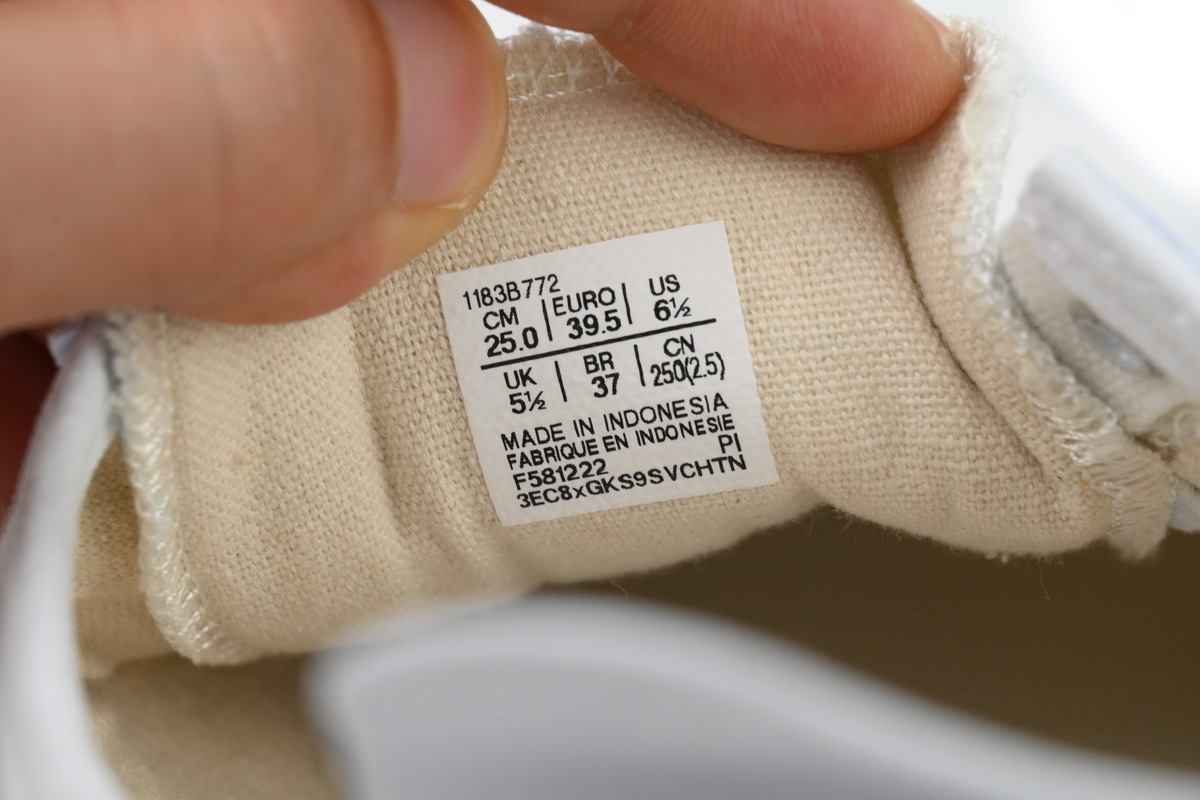 1183B772
CM | EURO | US
25.0 | 39.5 | 6½
UK | BR | CN
5½ | 37 | 250(2.5)
MADE IN INDONESIA
FABRIQUE EN INDONESIE
F581222 PI
3EC8xGKS9SVCHTN